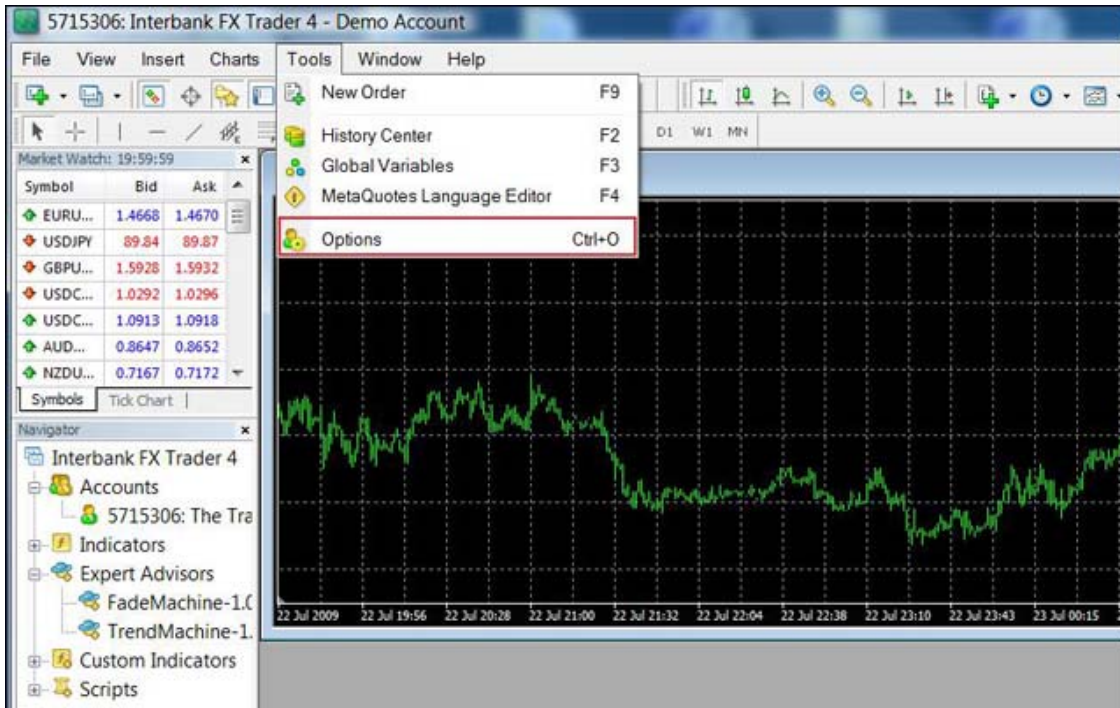 5715306: Interbank FX Trader 4 - Demo Account
File View Insert Charts Tools Window Help
New Order F9
History Center F2
Global Variables F3
MetaQuotes Language Editor F4
Options Ctrl+O
D1 W1 MN
Market Watch: 19:59:59
Symbol Bid Ask
EURU... 1.4668 1.4670
USDJPY 89.84 89.87
GBPU... 1.5928 1.5932
USDC... 1.0292 1.0296
USDC... 1.0913 1.0918
AUD... 0.8647 0.8652
NZDU... 0.7167 0.7172
Symbols Tick Chart
Navigator
Interbank FX Trader 4
Accounts
5715306: The Tra
Indicators
Expert Advisors
FadeMachine-1.0
TrendMachine-1.
Custom Indicators
Scripts
22 Jul 2009 22 Jul 19:56 22 Jul 20:28 22 Jul 21:00 22 Jul 21:32 22 Jul 22:04 22 Jul 22:38 22 Jul 23:10 22 Jul 23:43 23 Jul 00:15